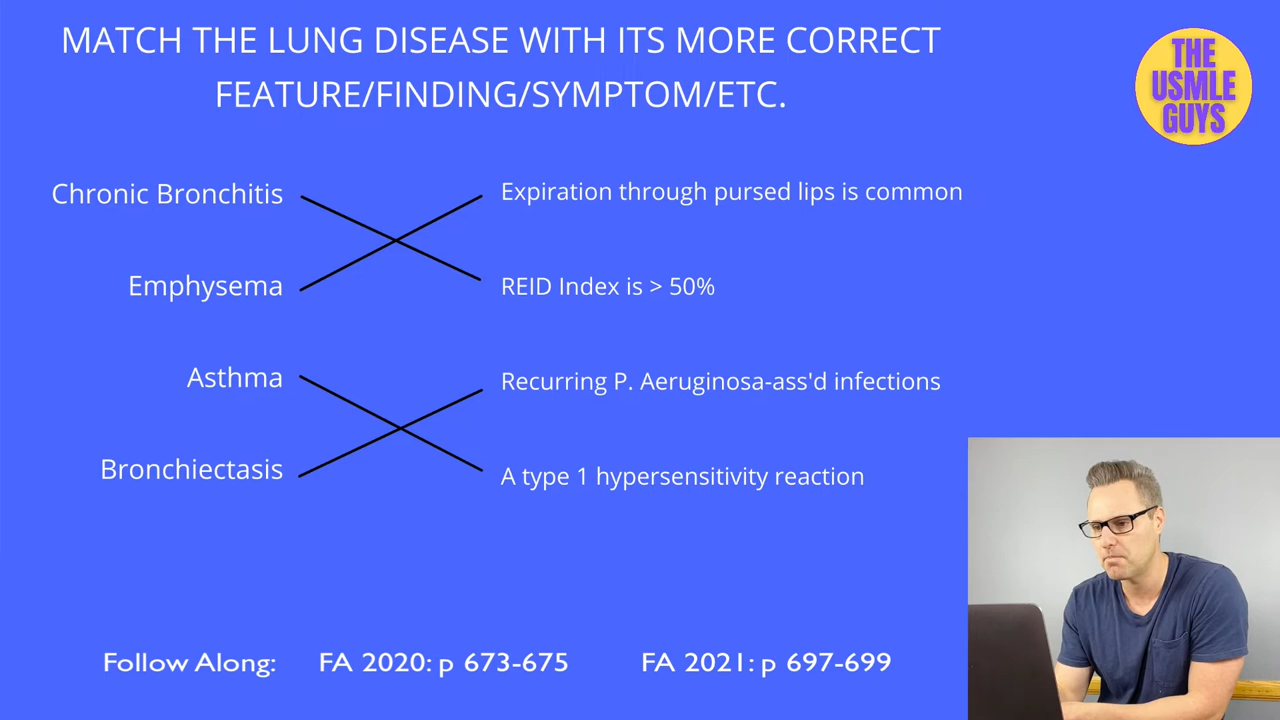 MATCH THE LUNG DISEASE WITH ITS MORE CORRECT
FEATURE/FINDING/SYMPTOM/ETC.
THE
USMLE
GUYS
Chronic Bronchitis
Expiration through pursed lips is common
Emphysema
REID Index is > 50%
Asthma
Recurring P. Aeruginosa-ass'd infections
Bronchiectasis
A type 1 hypersensitivity reaction
Follow Along: FA 2020: p 673-675 FA 2021: p 697-699